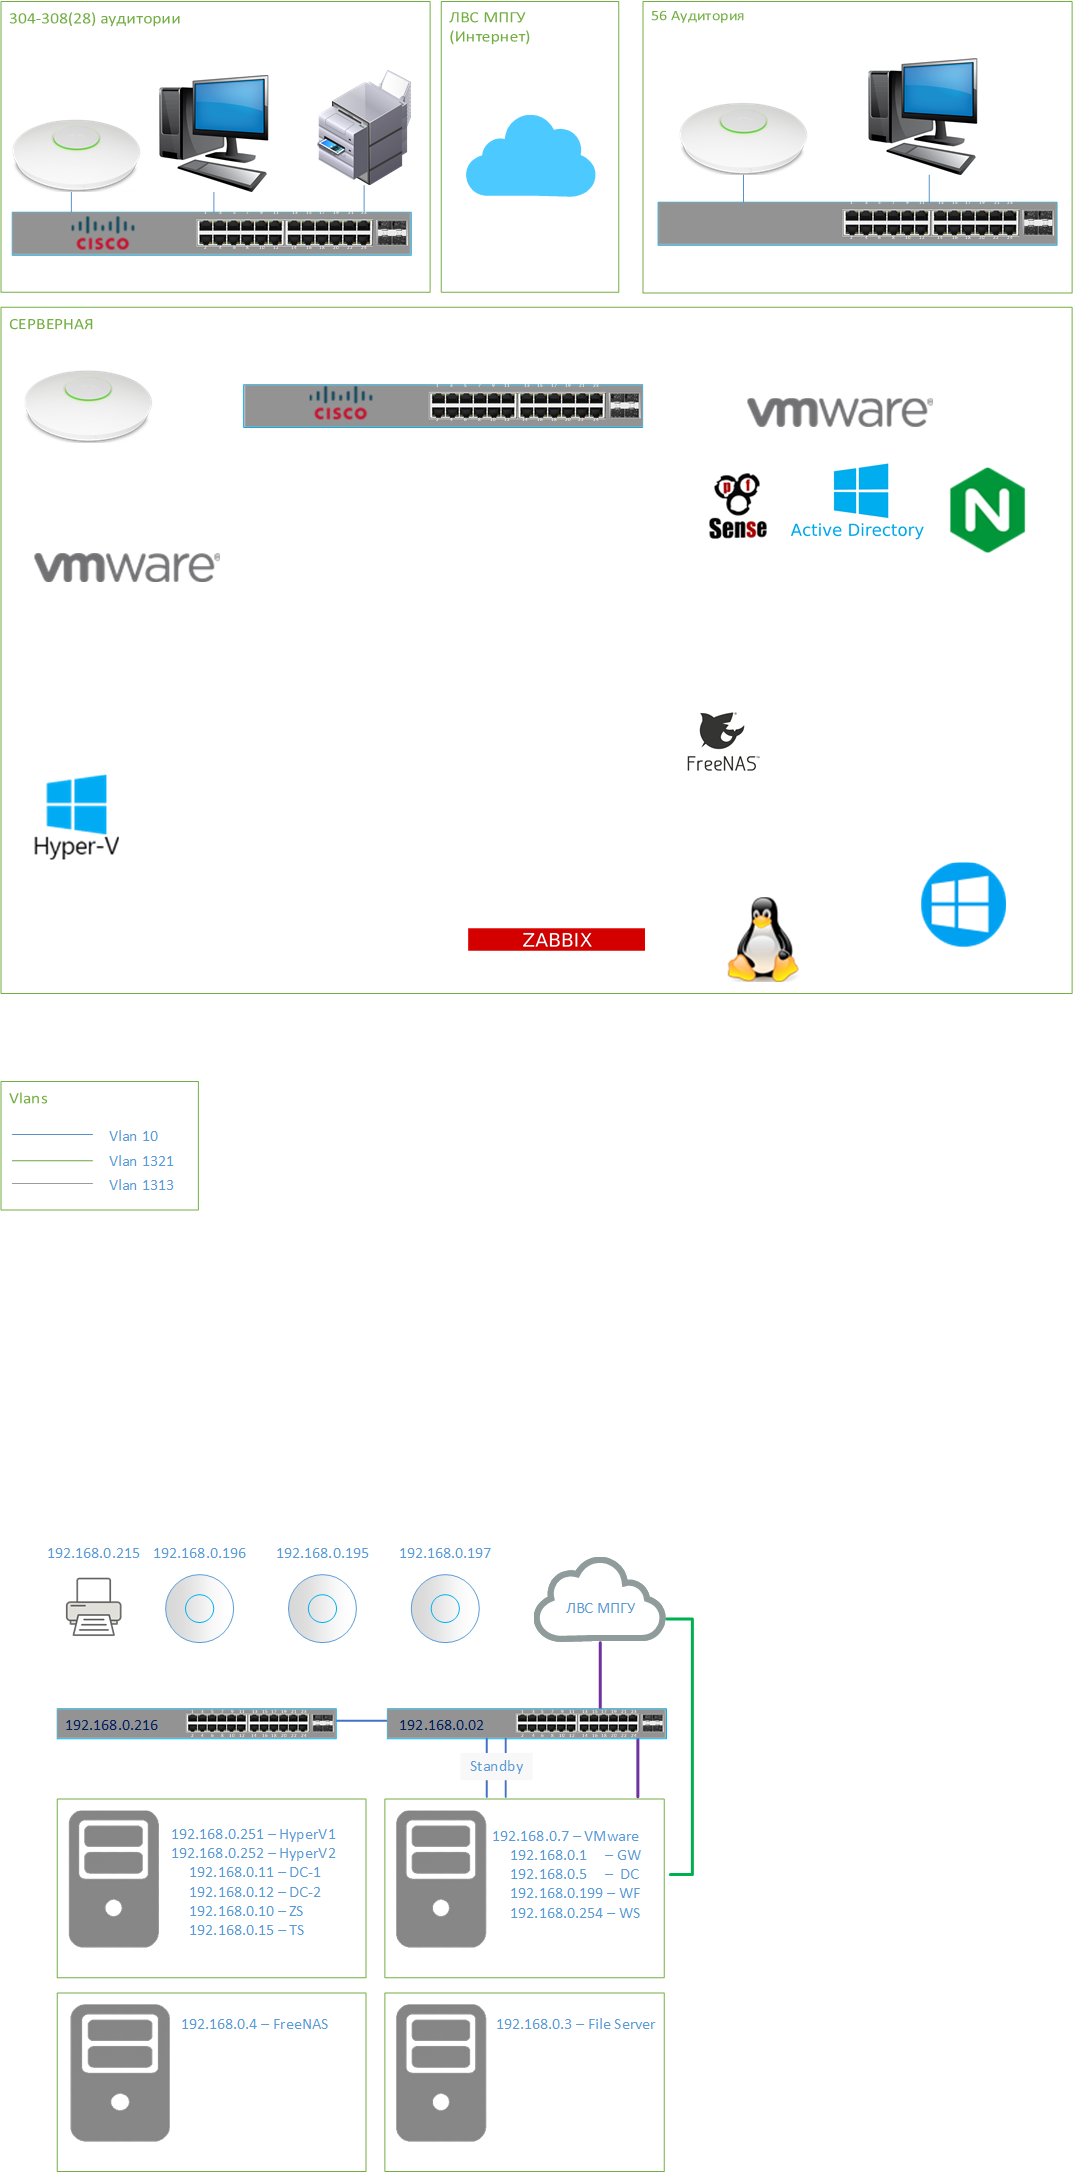 304-308(28) аудитории
ЛВС МПГУ
(Интернет)
56 Аудитория
CISCO
СЕРВЕРНАЯ
CISCO
vmware®
pf
Sense
Active Directory
N
vmware®
FreeNAS™
Hyper-V
ZABBIX
Vlans
Vlan 10
Vlan 1321
Vlan 1313
192.168.0.215
192.168.0.196
192.168.0.195
192.168.0.197
ЛВС МПГУ
192.168.0.216
192.168.0.02
Standby
192.168.0.251 – HyperV1
192.168.0.252 – HyperV2
192.168.0.11 – DC-1
192.168.0.12 – DC-2
192.168.0.10 – ZS
192.168.0.15 – TS
192.168.0.7 – VMware
192.168.0.1 – GW
192.168.0.5 – DC
192.168.0.199 – WF
192.168.0.254 – WS
192.168.0.4 – FreeNAS
192.168.0.3 – File Server